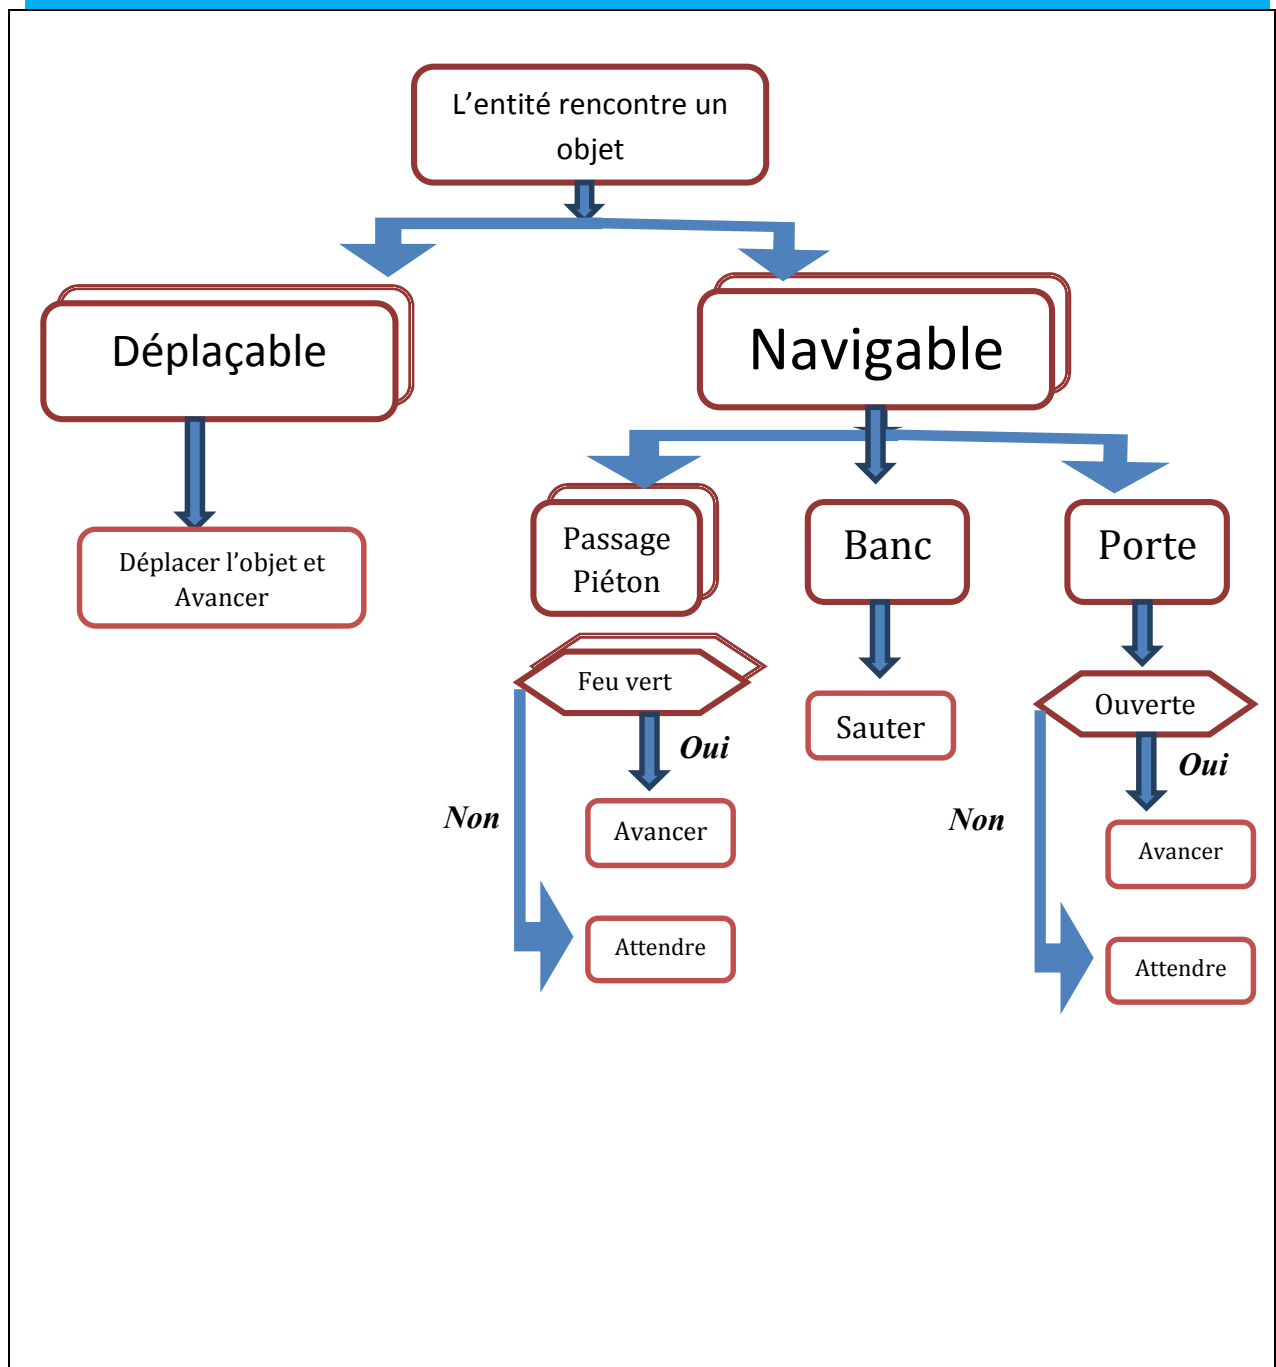 L’entité rencontre un
objet
Déplaçable
Navigable
Déplacer l’objet et
Avancer
Passage
Piéton
Banc
Porte
Feu vert
Sauter
Ouverte
Oui
Non
Avancer
Attendre
Oui
Non
Avancer
Attendre